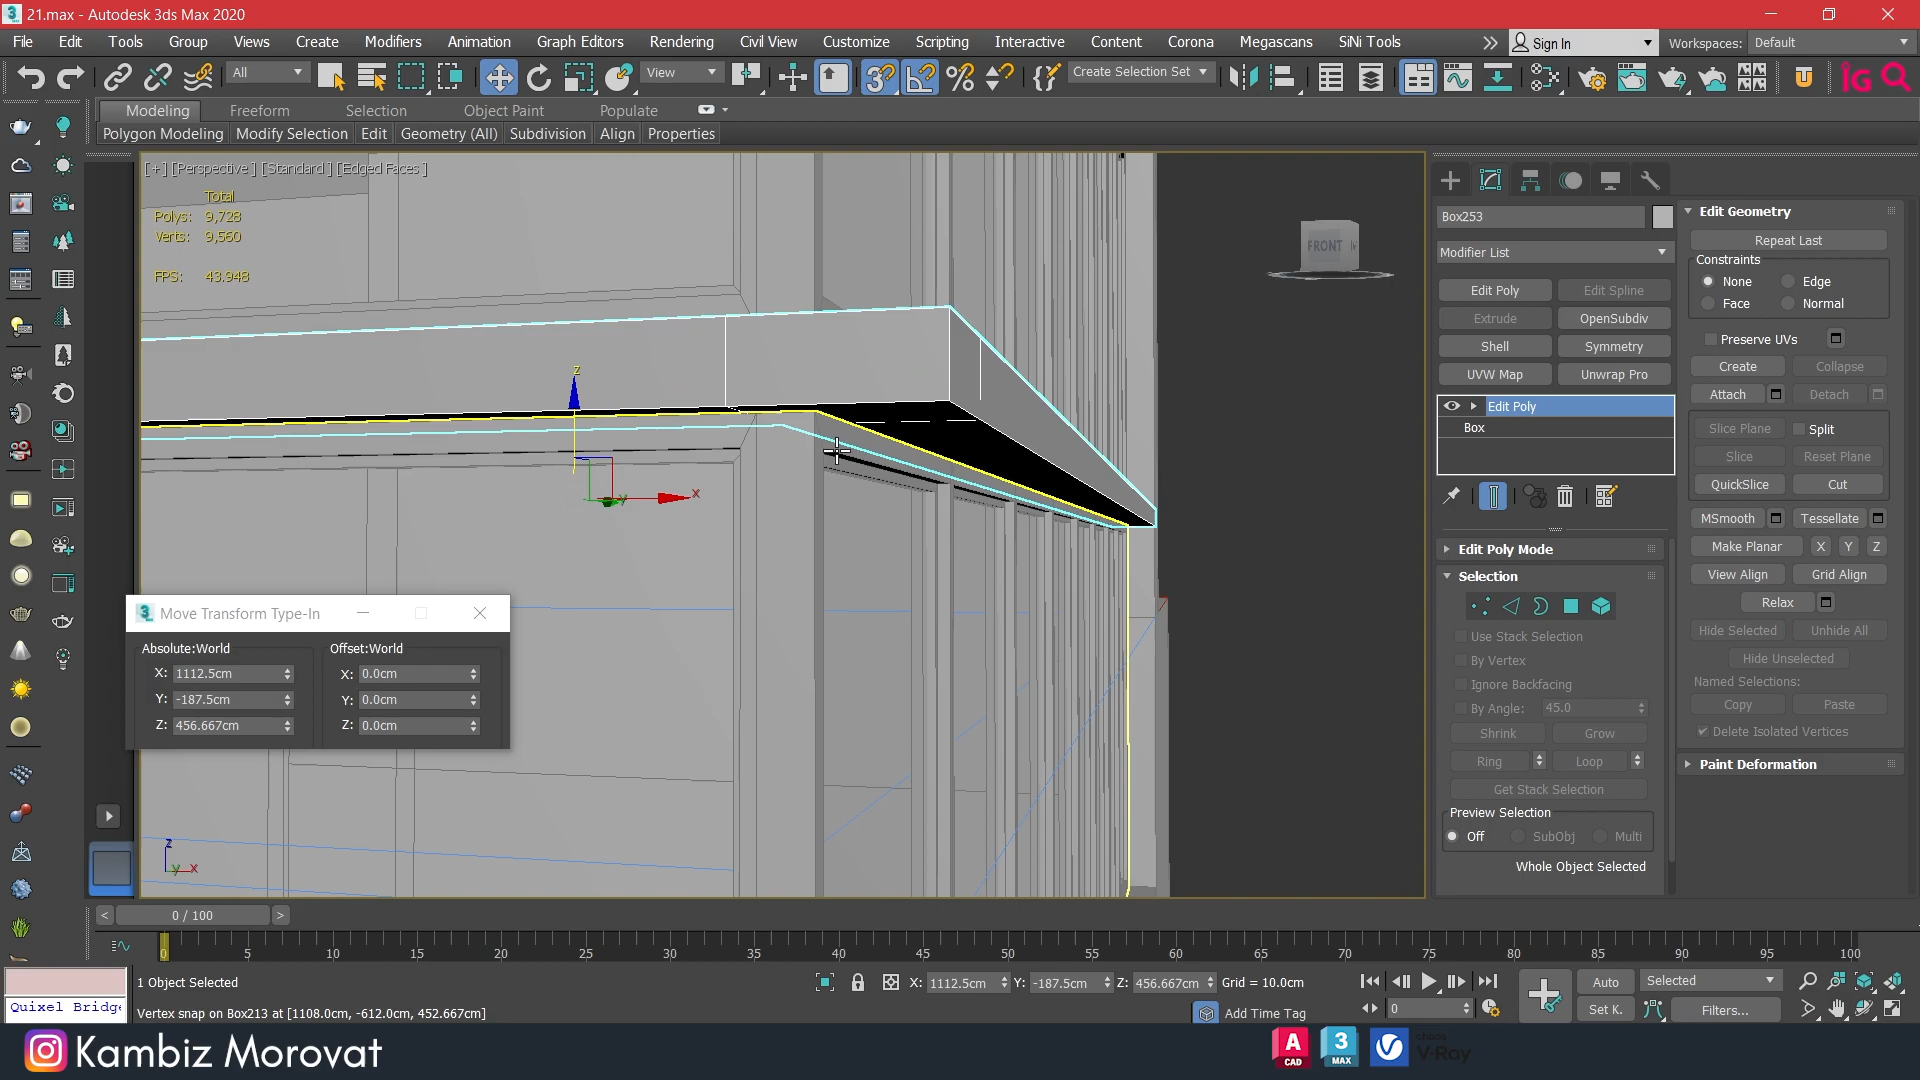 21.max - Autodesk 3ds Max 2020
File Edit Tools Group Views Create Modifiers Animation Graph Editors Rendering Civil View Customize Scripting Interactive Content Corona Megascans SiNi Tools Sign In Workspaces: Default
All View Create Selection Set
Modeling Freeform Selection Object Paint Populate
Polygon Modeling Modify Selection Edit Geometry (All) Subdivision Align Properties
[+] [Perspective ] [Standard ] [Edged Faces ]
Total
Polys: 9,728
Verts: 9,560
FPS: 43.948
FRONT
z
x
y
Box253
Modifier List
Edit Poly Edit Spline
Extrude OpenSubdiv
Shell Symmetry
UVW Map Unwrap Pro
Edit Poly
Box
Edit Poly Mode
Selection
Use Stack Selection
By Vertex
Ignore Backfacing
By Angle: 45.0
Shrink Grow
Ring Loop
Get Stack Selection
Preview Selection
Off SubObj Multi
Whole Object Selected
Edit Geometry
Repeat Last
Constraints
None Edge
Face Normal
Preserve UVs
Create Collapse
Attach Detach
Slice Plane Split
Slice Reset Plane
QuickSlice Cut
MSmooth Tessellate
Make Planar X Y Z
View Align Grid Align
Relax
Hide Selected Unhide All
Hide Unselected
Named Selections:
Copy Paste
Delete Isolated Vertices
Paint Deformation
3 Move Transform Type-In
Absolute:World Offset:World
X: 1112.5cm X: 0.0cm
Y: -187.5cm Y: 0.0cm
Z: 456.667cm Z: 0.0cm
z
y x
< 0 / 100 >
0 5 10 15 20 25 30 35 40 45 50 55 60 65 70 75 80 85 90 95 100
1 Object Selected X: 1112.5cm Y: -187.5cm Z: 456.667cm Grid = 10.0cm Auto Selected
Quixel Bridge Vertex snap on Box213 at [1108.0cm, -612.0cm, 452.667cm] Add Time Tag 0 Set K. Filters...
Kambiz Morovat A CAD 3 MAX chaos V-Ray